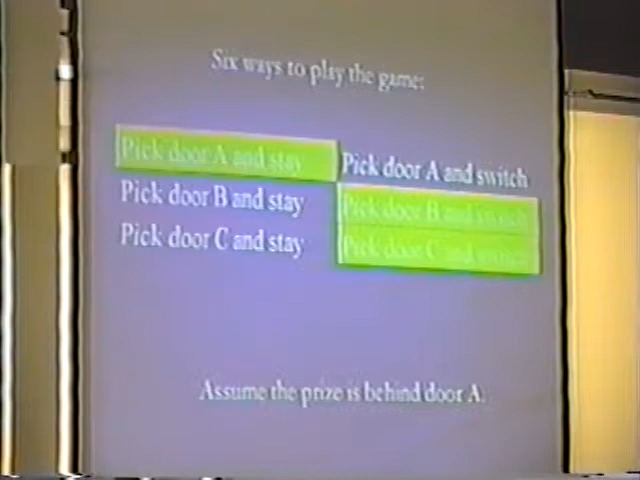 Six ways to play the game:
Pick door A and stay
Pick door A and switch
Pick door B and stay
Pick door B and switch
Pick door C and stay
Pick door C and switch
Assume the prize is behind door A.